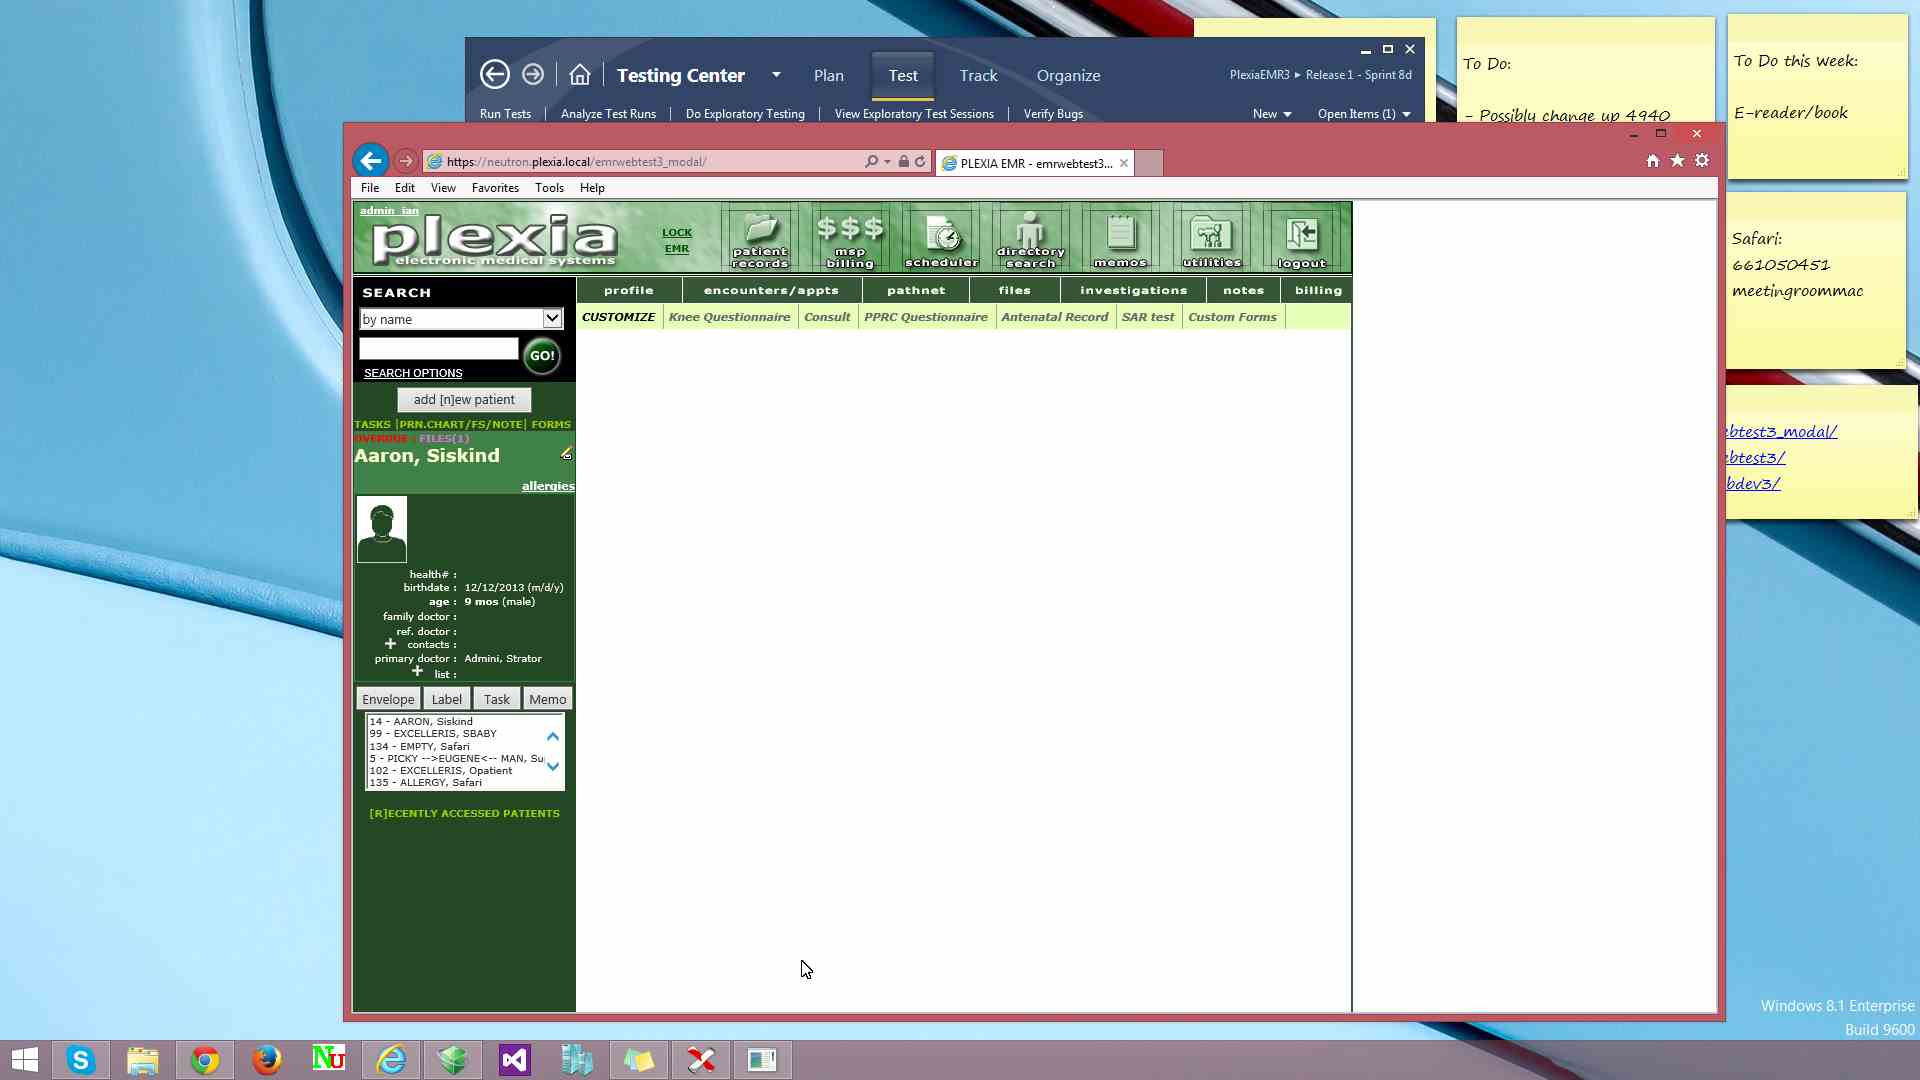 Testing Center
Plan
Test
Track
Organize
PlexiaEMR3 ▸ Release 1 - Sprint 8d
Run Tests
Analyze Test Runs
Do Exploratory Testing
View Exploratory Test Sessions
Verify Bugs
New
Open Items (1)
To Do:
- Possibly change up 4940
To Do this Week:
E-reader/book
Safari:
661050451
meetingroommac
ebtest3_modal/
ebtest3/
bdev3/
https://neutron.plexia.local/emrwebtest3_modal/
PLEXIA EMR - emrwebtest3...
File Edit View Favorites Tools Help
admin_ian
plexia
electronic medical systems
LOCK
EMR
patient
records
$$$
msp
billing
scheduler
directory
search
memos
utilities
logout
SEARCH
by name
GO!
SEARCH OPTIONS
profile
encounters/appts
pathnet
files
investigations
notes
billing
CUSTOMIZE
Knee Questionnaire
Consult
PPRC Questionnaire
Antenatal Record
SAR test
Custom Forms
add [n]ew patient
TASKS |PRN.CHART/FS/NOTE| FORMS
OVERDUE : FILES(1)
Aaron, Siskind
allergies
health# :
birthdate : 12/12/2013 (m/d/y)
age : 9 mos (male)
family doctor :
ref. doctor :
contacts :
primary doctor : Admini, Strator
list :
Envelope
Label
Task
Memo
14 - AARON, Siskind
99 - EXCELLERIS, SBABY
134 - EMPTY, Safari
5 - PICKY -->EUGENE<-- MAN, Su
102 - EXCELLERIS, Opatient
135 - ALLERGY, Safari
[R]ECENTLY ACCESSED PATIENTS
Windows 8.1 Enterprise
Build 9600
Nu